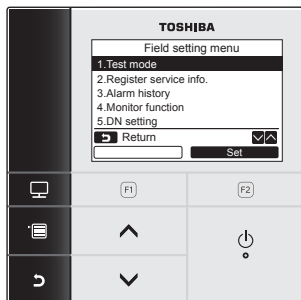 TOSHIBA
Field setting menu
1.Test mode
2.Register service info.
3.Alarm history
4.Monitor function
5.DN setting
Return
Set
F1
F2